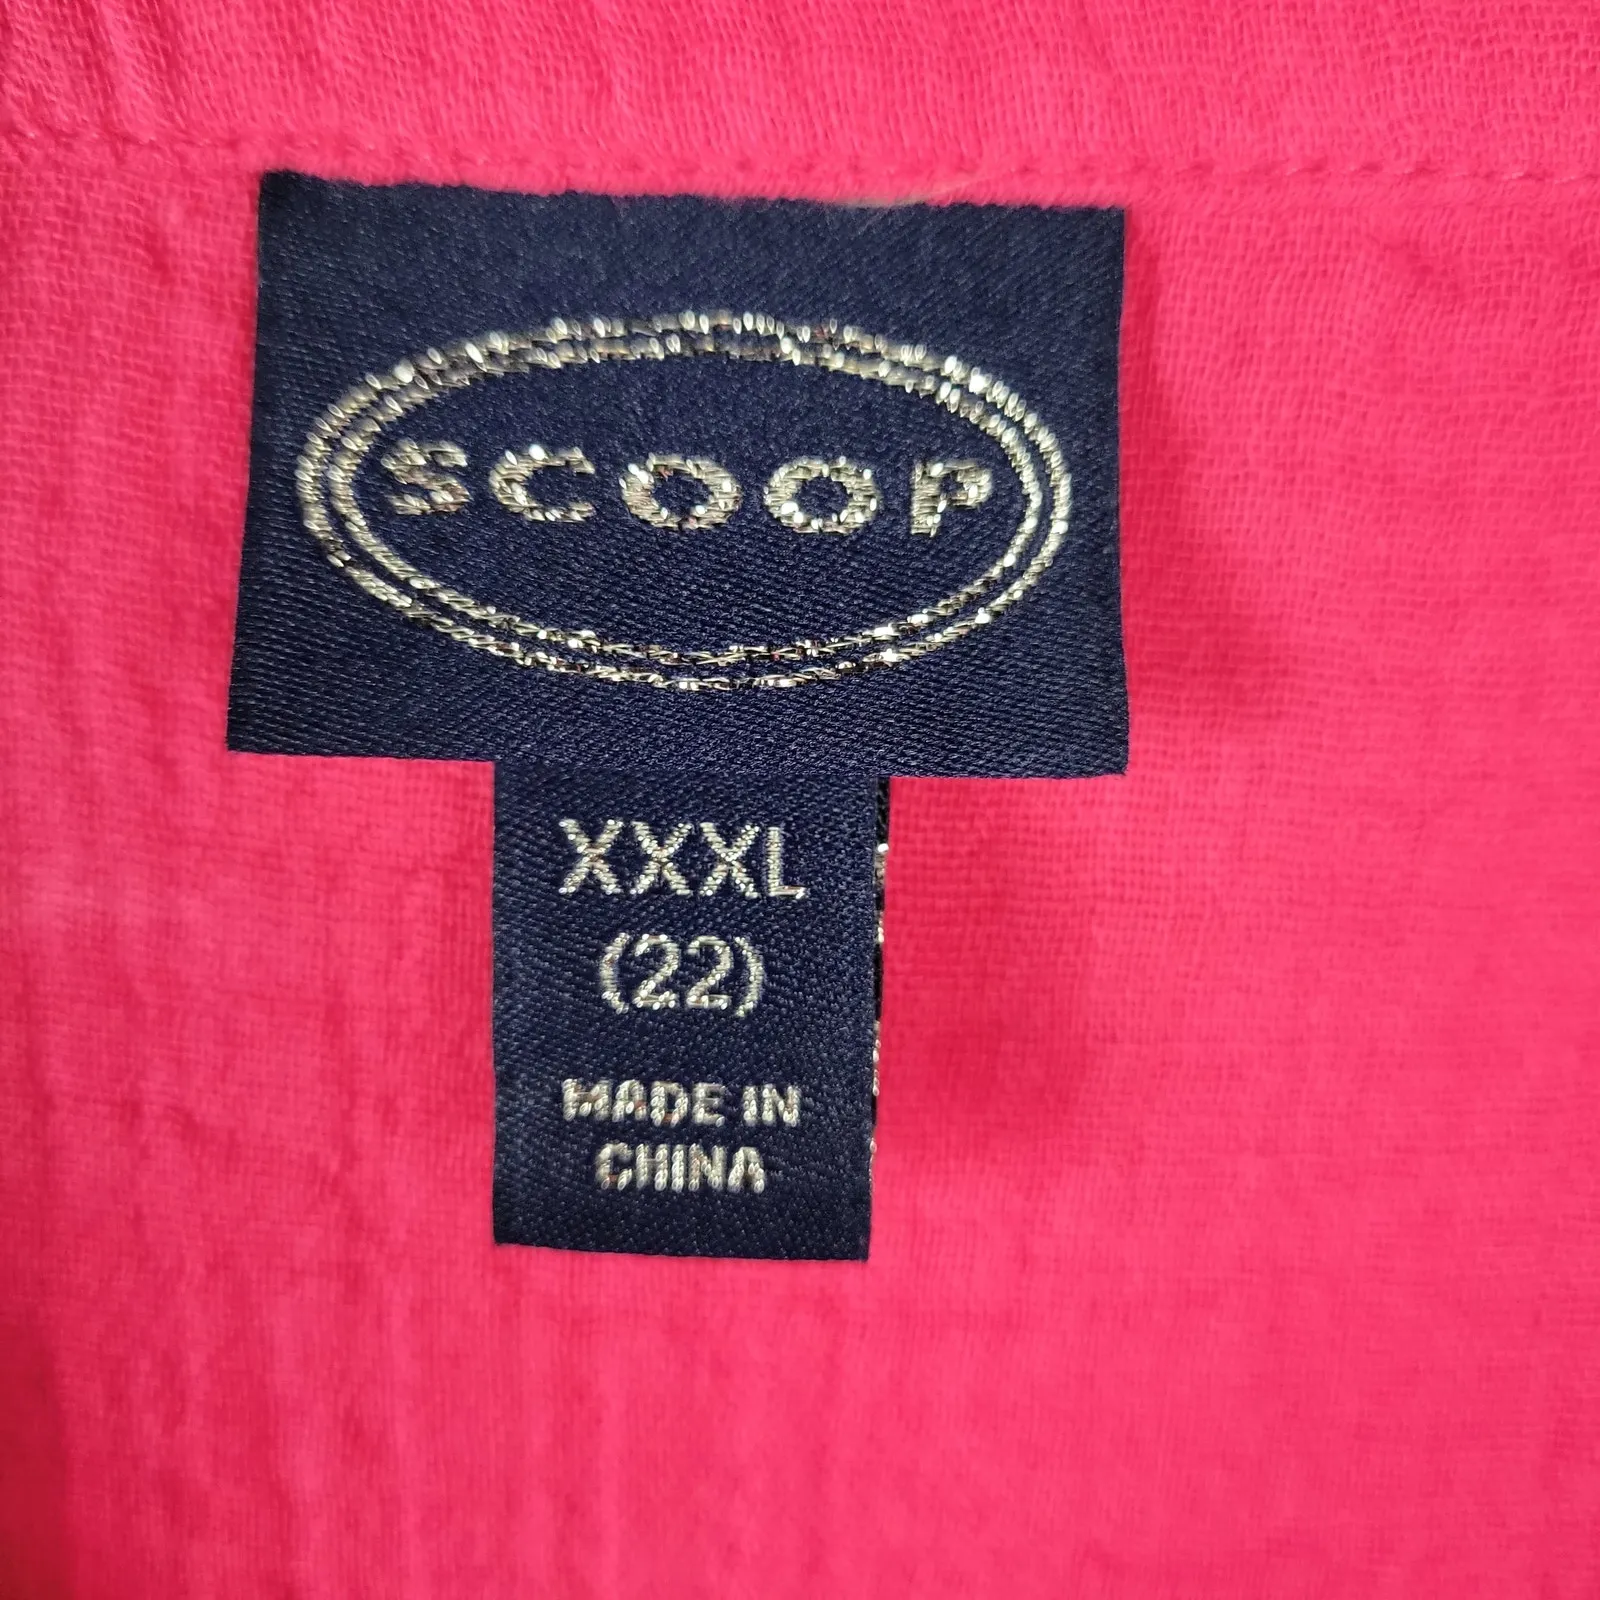 SCOOP
XXXL
(22)
MADE IN
CHINA